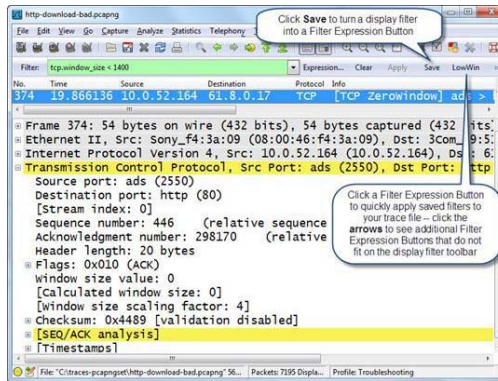 http-download-bad.pcapng
Click Save to turn a display filter
into a Filter Expression Button
File Edit View Go Capture Analyze Statistics Telephony
Filter: tcp.window_size < 1400 Expression... Clear Apply Save LowWin
No. Time Source Destination Protocol Info
374 19.866136 10.0.52.164 61.8.0.17 TCP [TCP ZeroWindow] ads >
Frame 374: 54 bytes on wire (432 bits), 54 bytes captured (432 bits)
Ethernet II, Src: Sony_f4:3a:09 (08:00:46:f4:3a:09), Dst: 3Com_
Internet Protocol Version 4, Src: 10.0.52.164 (10.0.52.164), Dst: 6
Transmission Control Protocol, Src Port: ads (2550), Dst Port: http
Source port: ads (2550)
Destination port: http (80)
[Stream index: 0]
Sequence number: 446 (relative sequence
Acknowledgment number: 298170 (relative
Header length: 20 bytes
Click a Filter Expression Button
to quickly apply saved filters to
your trace file – click the
arrows to see additional Filter
Expression Buttons that do not
fit on the display filter toolbar
Flags: 0x010 (ACK)
Window size value: 0
[Calculated window size: 0]
[Window size scaling factor: 4]
Checksum: 0x4489 [validation disabled]
[SEQ/ACK analysis]
[Timestamps]
File: "C:\traces-pcapngset\http-download-bad.pcapng" 56... Packets: 7195 Displa... Profile: Troubleshooting